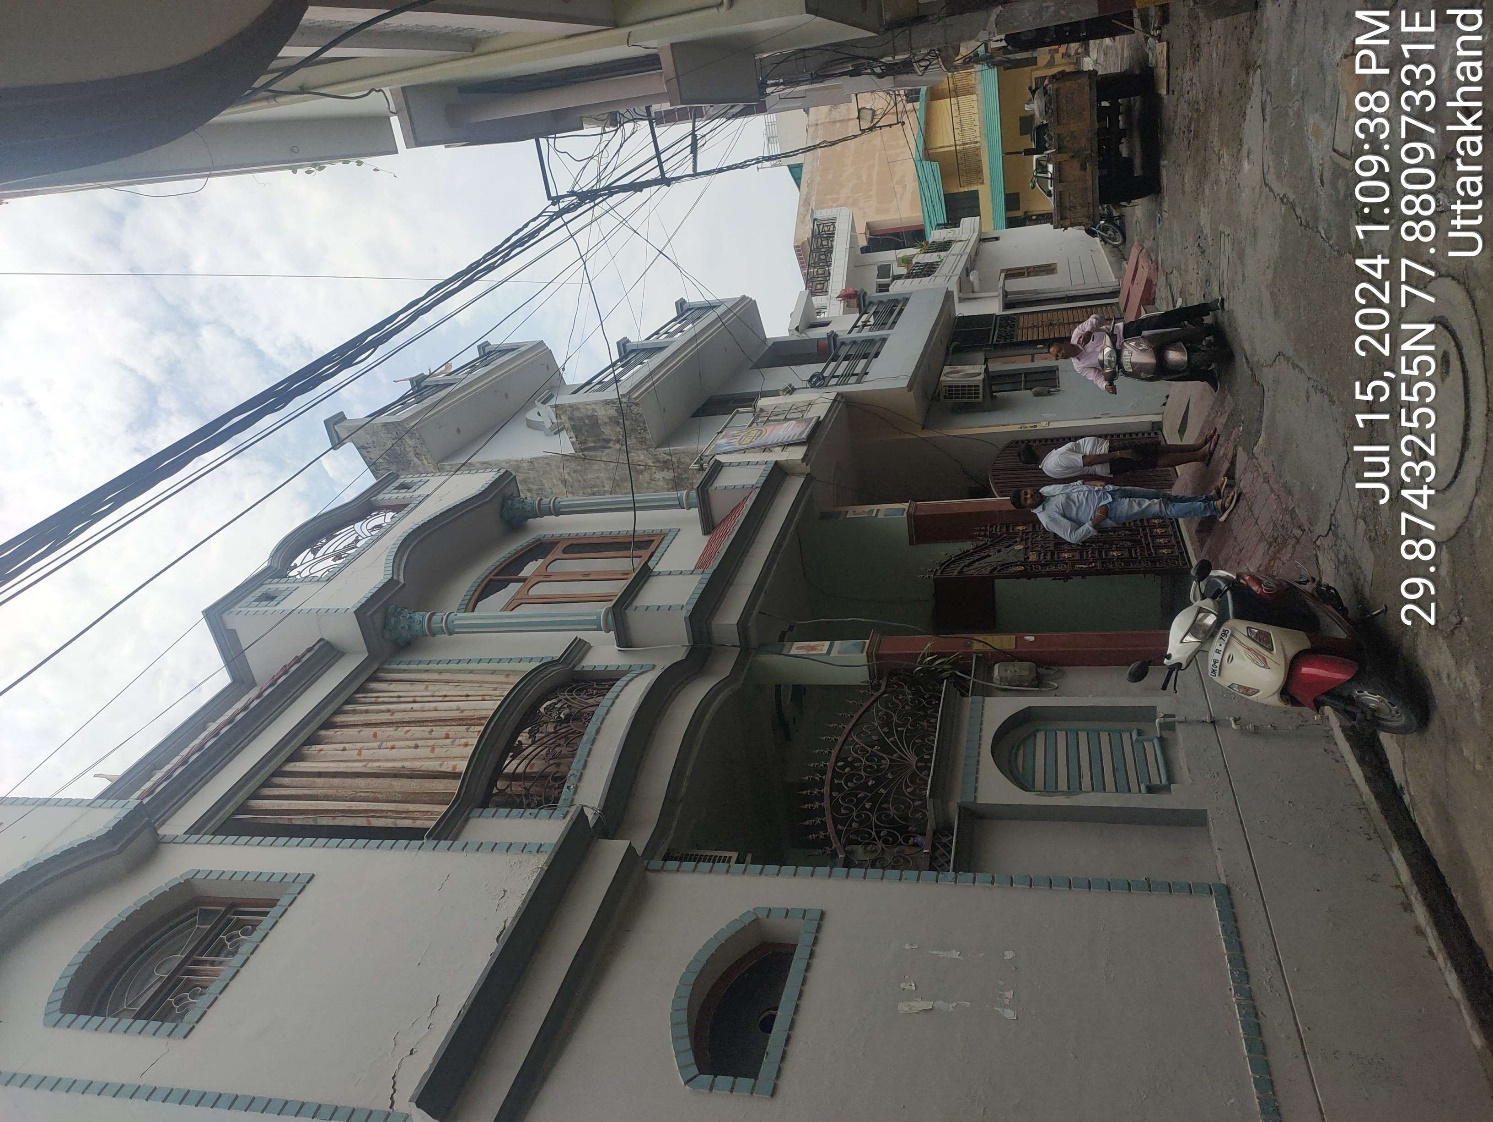 Jul 15, 2024 1:09:38 PM
29.87432555N 77.88097331E
Uttarakhand